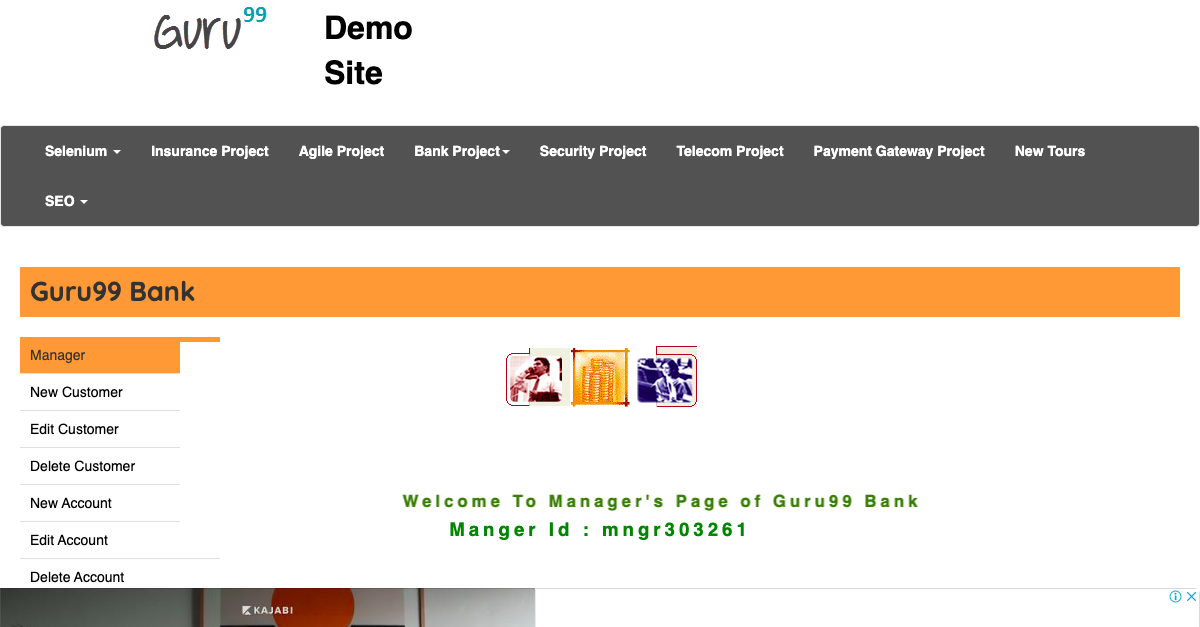 Guru99
Demo
Site
Selenium
Insurance Project
Agile Project
Bank Project
Security Project
Telecom Project
Payment Gateway Project
New Tours
SEO
Guru99 Bank
Manager
New Customer
Edit Customer
Delete Customer
New Account
Edit Account
Delete Account
Welcome To Manager's Page of Guru99 Bank
Manger Id : mngr303261
KAJABI